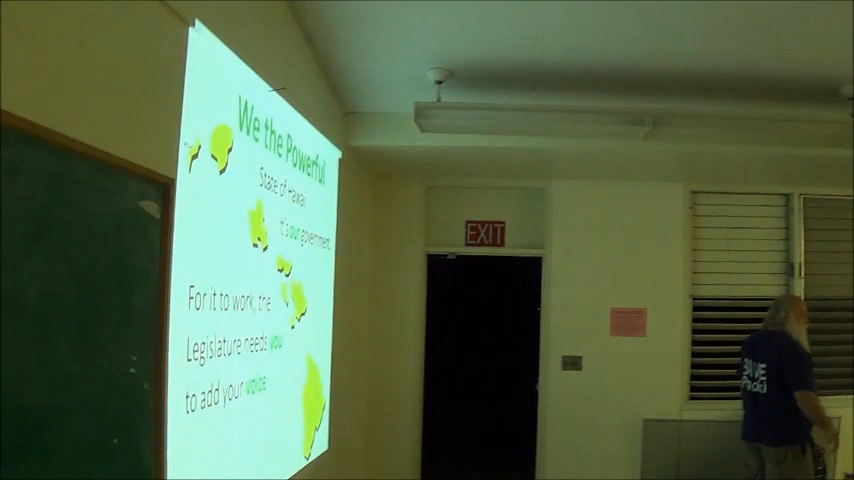 We the Powerful
State of Hawaii
It's our government
For it to work, the
Legislature needs you
to add your voice
EXIT